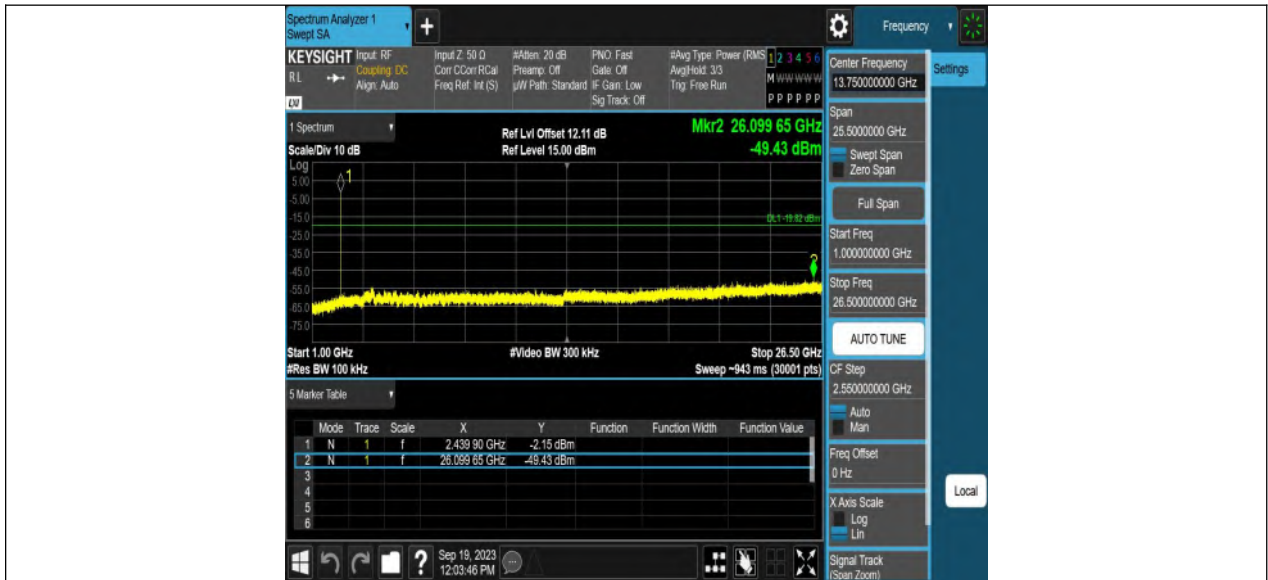 Spectrum Analyzer 1
Swept SA
+
Frequency
KEYSIGHT
RL
LXI
Input: RF
Coupling: DC
Align: Auto
Input Z: 50 Ω
Corr CCorr RCal
Freq Ref: Int (S)
#Atten: 20 dB
Preamp: Off
µW Path: Standard
PNO: Fast
Gate: Off
IF Gain: Low
Sig Track: Off
#Avg Type: Power (RMS
Avg|Hold: 3/3
Trig: Free Run
1 2 3 4 5 6
M W W W W W
P P P P P P
1 Spectrum
Scale/Div 10 dB
Ref Lvl Offset 12.11 dB
Ref Level 15.00 dBm
Mkr2 26.099 65 GHz
-49.43 dBm
Log
5.00
-5.00
-15.0
-25.0
-35.0
-45.0
-55.0
-65.0
-75.0
1
2
DL1 -19.82 dBm
Start 1.00 GHz
#Res BW 100 kHz
#Video BW 300 kHz
Stop 26.50 GHz
Sweep ~943 ms (30001 pts)
5 Marker Table
Mode Trace Scale X Y Function Function Width Function Value
1 N 1 f 2.439 90 GHz -2.15 dBm
2 N 1 f 26.099 65 GHz -49.43 dBm
3
4
5
6
Sep 19, 2023
12:03:46 PM
?
Center Frequency
13.750000000 GHz
Settings
Span
25.5000000 GHz
Swept Span
Zero Span
Full Span
Start Freq
1.000000000 GHz
Stop Freq
26.500000000 GHz
AUTO TUNE
CF Step
2.550000000 GHz
Auto
Man
Freq Offset
0 Hz
X Axis Scale
Log
Lin
Signal Track
(Span Zoom)
Local